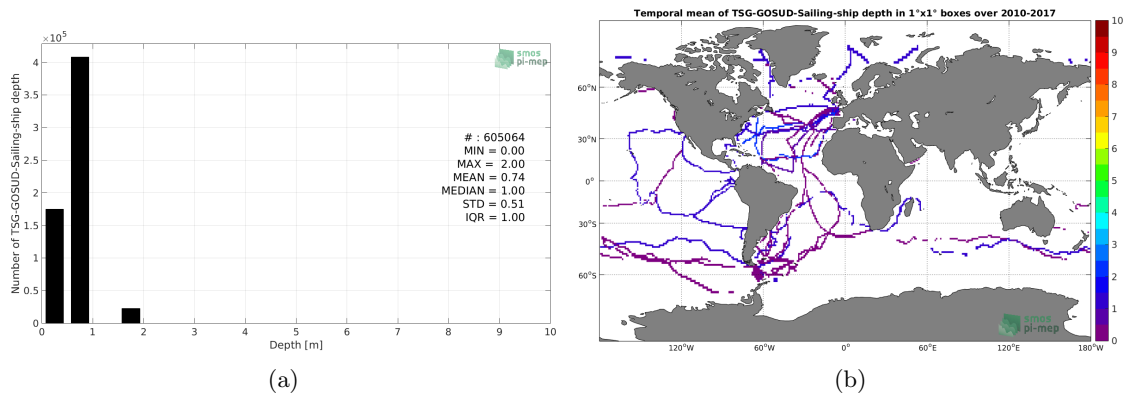 ×10⁵
4
3.5
3
2.5
2
1.5
1
0.5
0
Number of TSG-GOSUD-Sailing-ship depth
smos
pi-mep
# : 605064
MIN = 0.00
MAX = 2.00
MEAN = 0.74
MEDIAN = 1.00
STD = 0.51
IQR = 1.00
0 1 2 3 4 5 6 7 8 9 10
Depth [m]
(a)
Temporal mean of TSG-GOSUD-Sailing-ship depth in 1°x1° boxes over 2010-2017
60°N
30°N
0°
30°S
60°S
120°W 60°W 0° 60°E 120°E 180°W
smos
pi-mep
10
9
8
7
6
5
4
3
2
1
0
(b)